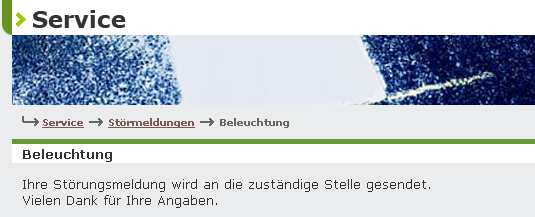 Service
Service Störmeldungen Beleuchtung
Beleuchtung
Ihre Störungsmeldung wird an die zuständige Stelle gesendet.
Vielen Dank für Ihre Angaben.